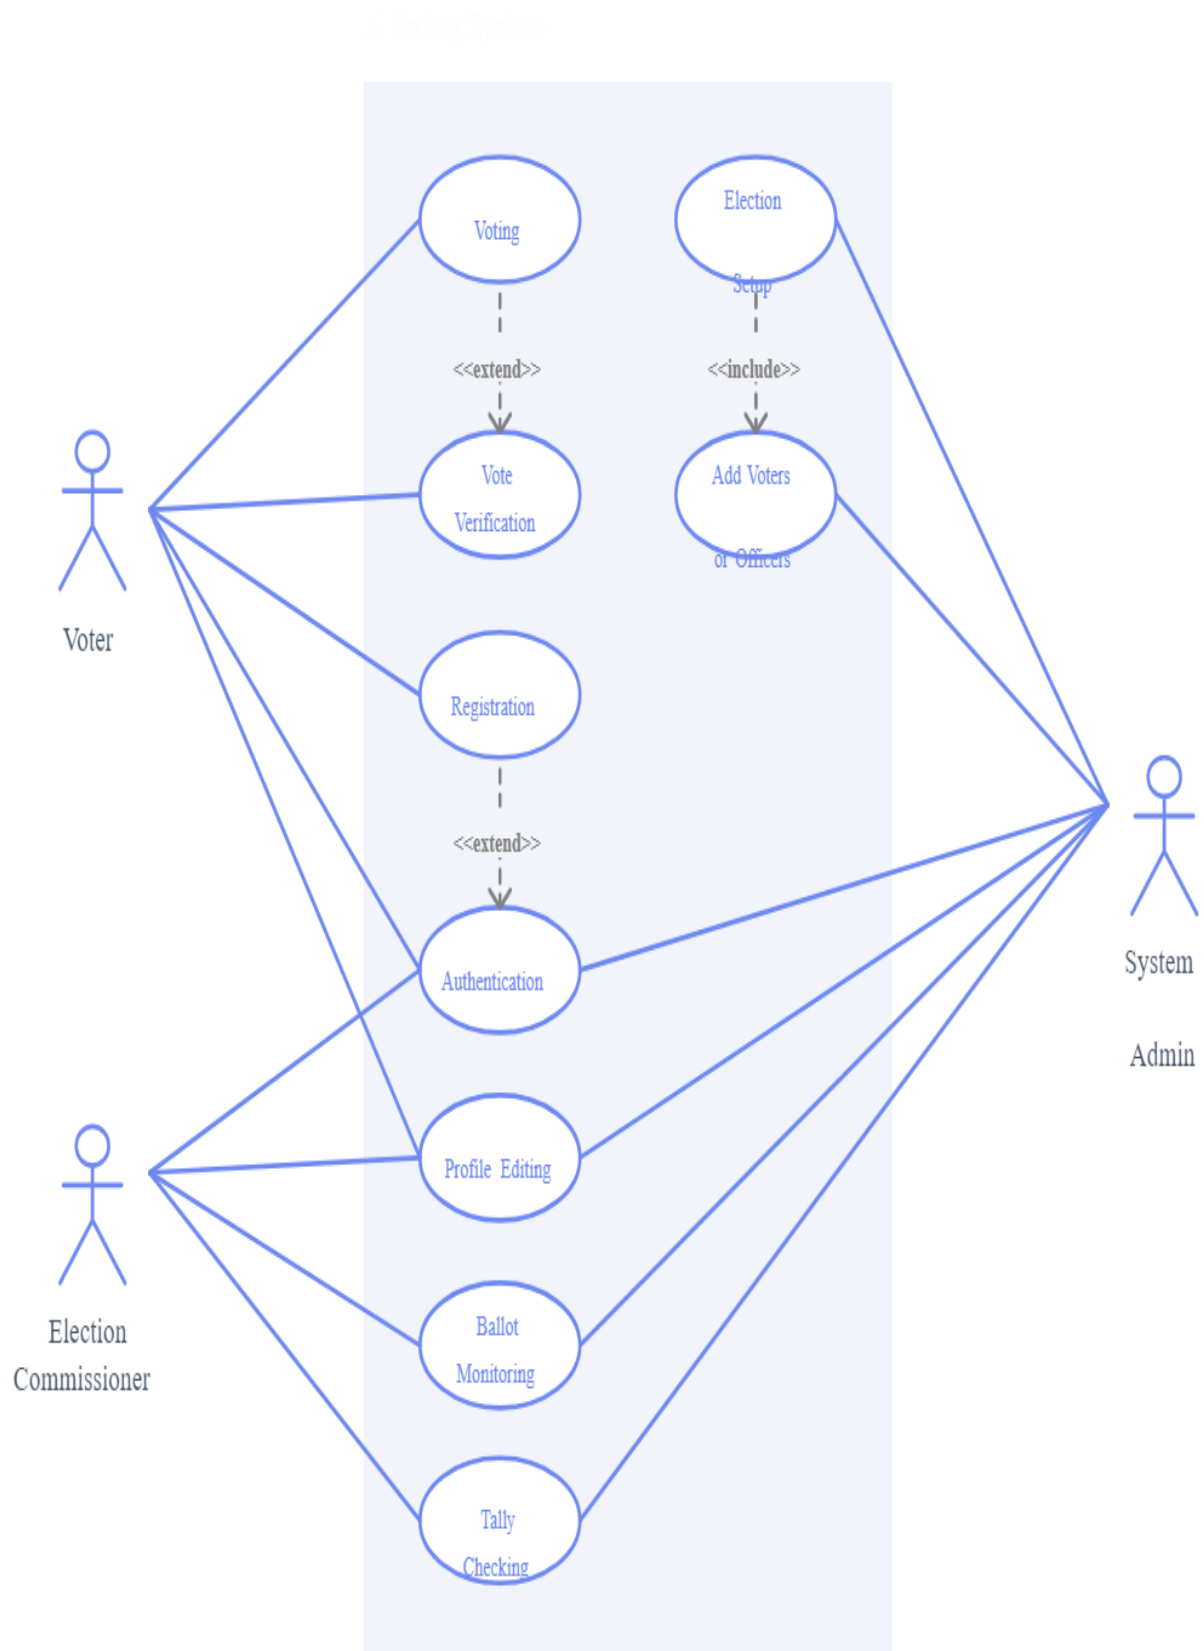 Voting
Election
Setup
<<extend>>
<<include>>
Vote
Verification
Add Voters
or Officers
Voter
Registration
<<extend>>
Authentication
System
Admin
Profile Editing
Election
Commissioner
Ballot
Monitoring
Tally
Checking